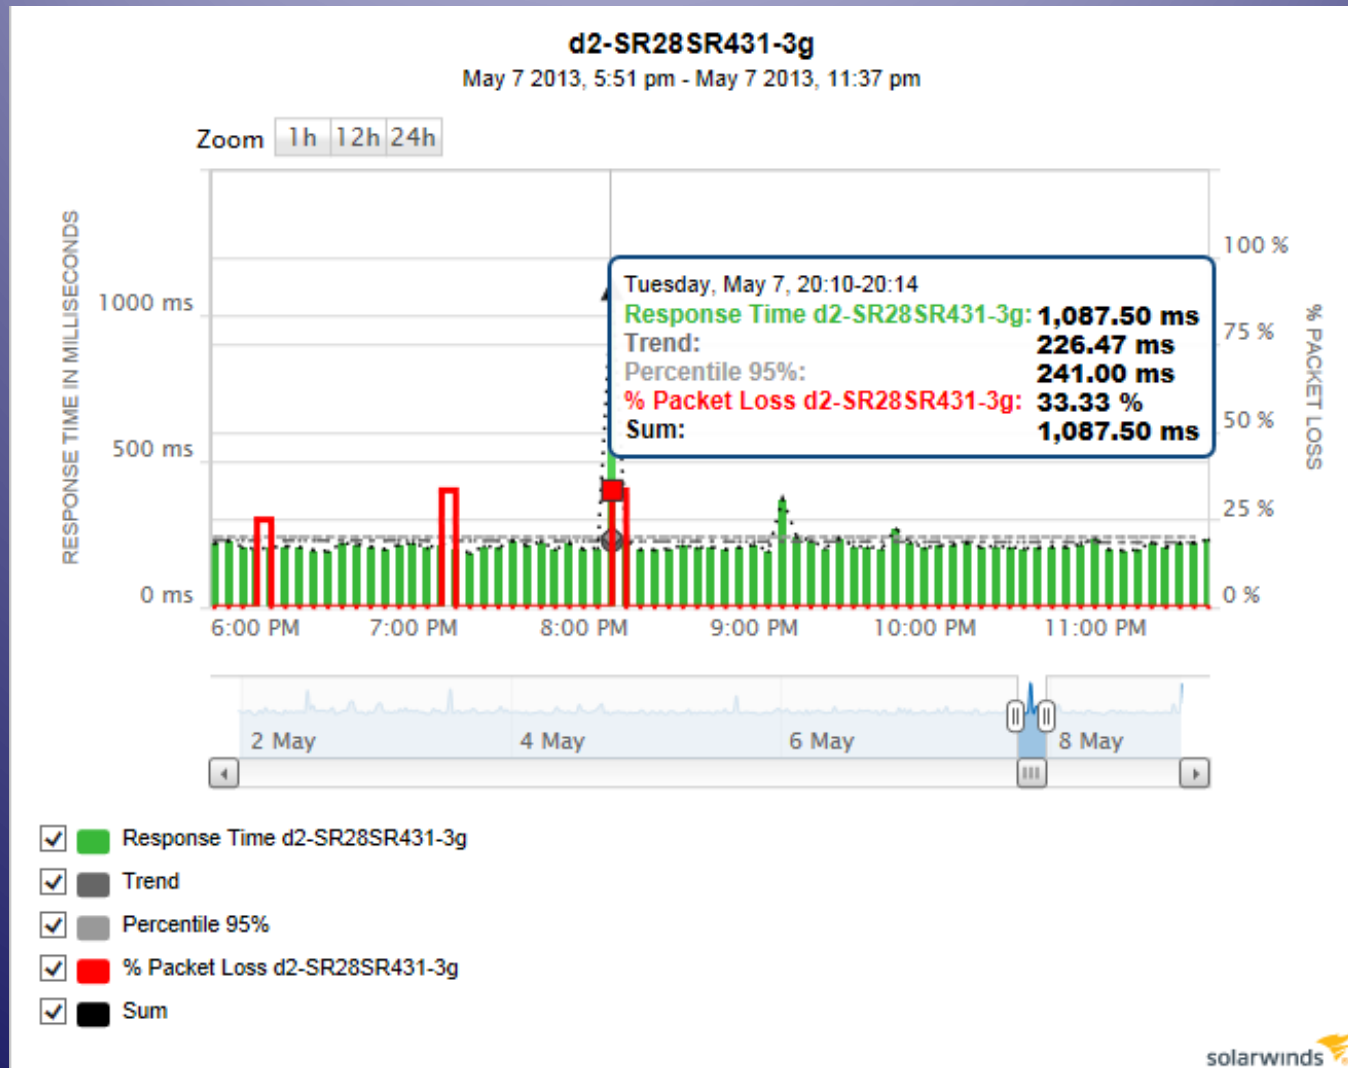 d2-SR28SR431-3g
May 7 2013, 5:51 pm - May 7 2013, 11:37 pm
Zoom 1h 12h 24h
RESPONSE TIME IN MILLISECONDS
1000 ms
500 ms
0 ms
100 %
75 %
50 %
25 %
0 %
% PACKET LOSS
Tuesday, May 7, 20:10-20:14
Response Time d2-SR28SR431-3g: 1,087.50 ms
Trend: 226.47 ms
Percentile 95%: 241.00 ms
% Packet Loss d2-SR28SR431-3g: 33.33 %
Sum: 1,087.50 ms
6:00 PM 7:00 PM 8:00 PM 9:00 PM 10:00 PM 11:00 PM
2 May 4 May 6 May 8 May
Response Time d2-SR28SR431-3g
Trend
Percentile 95%
% Packet Loss d2-SR28SR431-3g
Sum
solarwinds